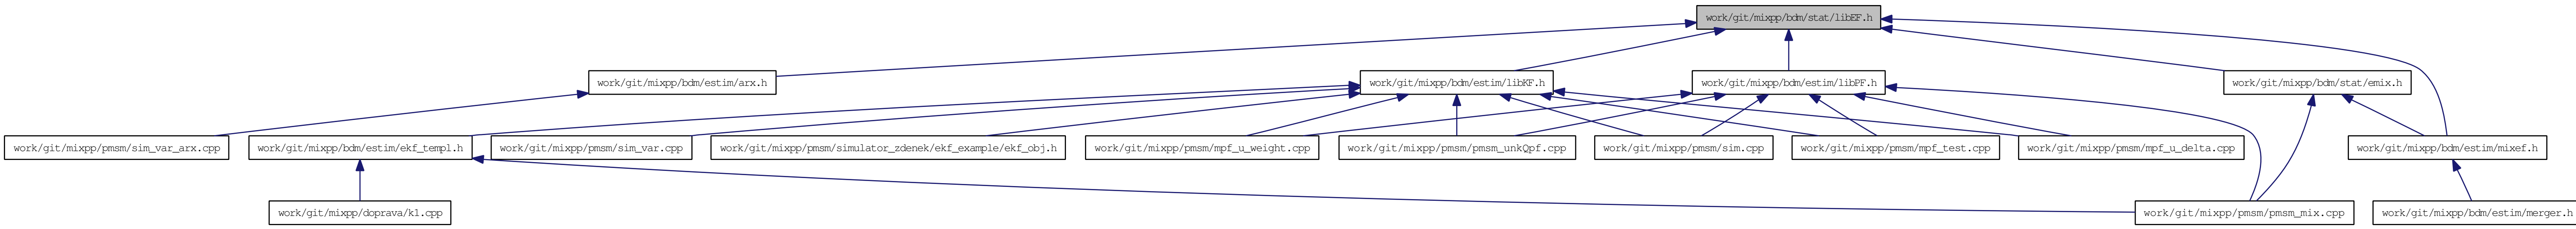 work/git/mixpp/bdm/stat/libEF.h
work/git/mixpp/bdm/estim/arx.h
work/git/mixpp/bdm/estim/libKF.h
work/git/mixpp/bdm/estim/libPF.h
work/git/mixpp/bdm/stat/emix.h
work/git/mixpp/pmsm/sim_var_arx.cpp
work/git/mixpp/bdm/estim/ekf_templ.h
work/git/mixpp/pmsm/sim_var.cpp
work/git/mixpp/pmsm/simulator_zdenek/ekf_example/ekf_obj.h
work/git/mixpp/pmsm/mpf_u_weight.cpp
work/git/mixpp/pmsm/pmsm_unkQpf.cpp
work/git/mixpp/pmsm/sim.cpp
work/git/mixpp/pmsm/mpf_test.cpp
work/git/mixpp/pmsm/mpf_u_delta.cpp
work/git/mixpp/bdm/estim/mixef.h
work/git/mixpp/doprava/kl.cpp
work/git/mixpp/pmsm/pmsm_mix.cpp
work/git/mixpp/bdm/estim/merger.h